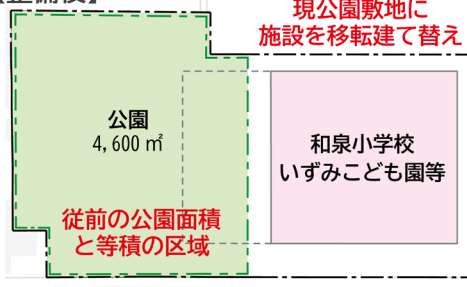 現公園敷地に
施設を移転建て替え
公園
4,600 ㎡
和泉小学校
いずみこども園等
従前の公園面積
と等積の区域